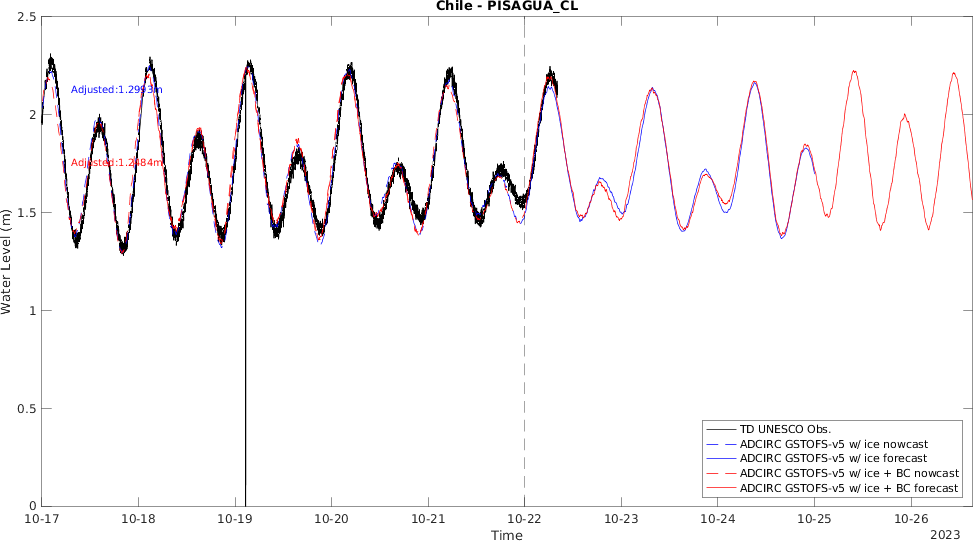 Chile - PISAGUA_CL
2.5
2
1.5
1
0.5
0
Water Level (m)
Adjusted:1.2993m
Adjusted:1.2484m
TD UNESCO Obs.
ADCIRC GSTOFS-v5 w/ ice nowcast
ADCIRC GSTOFS-v5 w/ ice forecast
ADCIRC GSTOFS-v5 w/ ice + BC nowcast
ADCIRC GSTOFS-v5 w/ ice + BC forecast
10-17 10-18 10-19 10-20 10-21 10-22 10-23 10-24 10-25 10-26
Time
2023